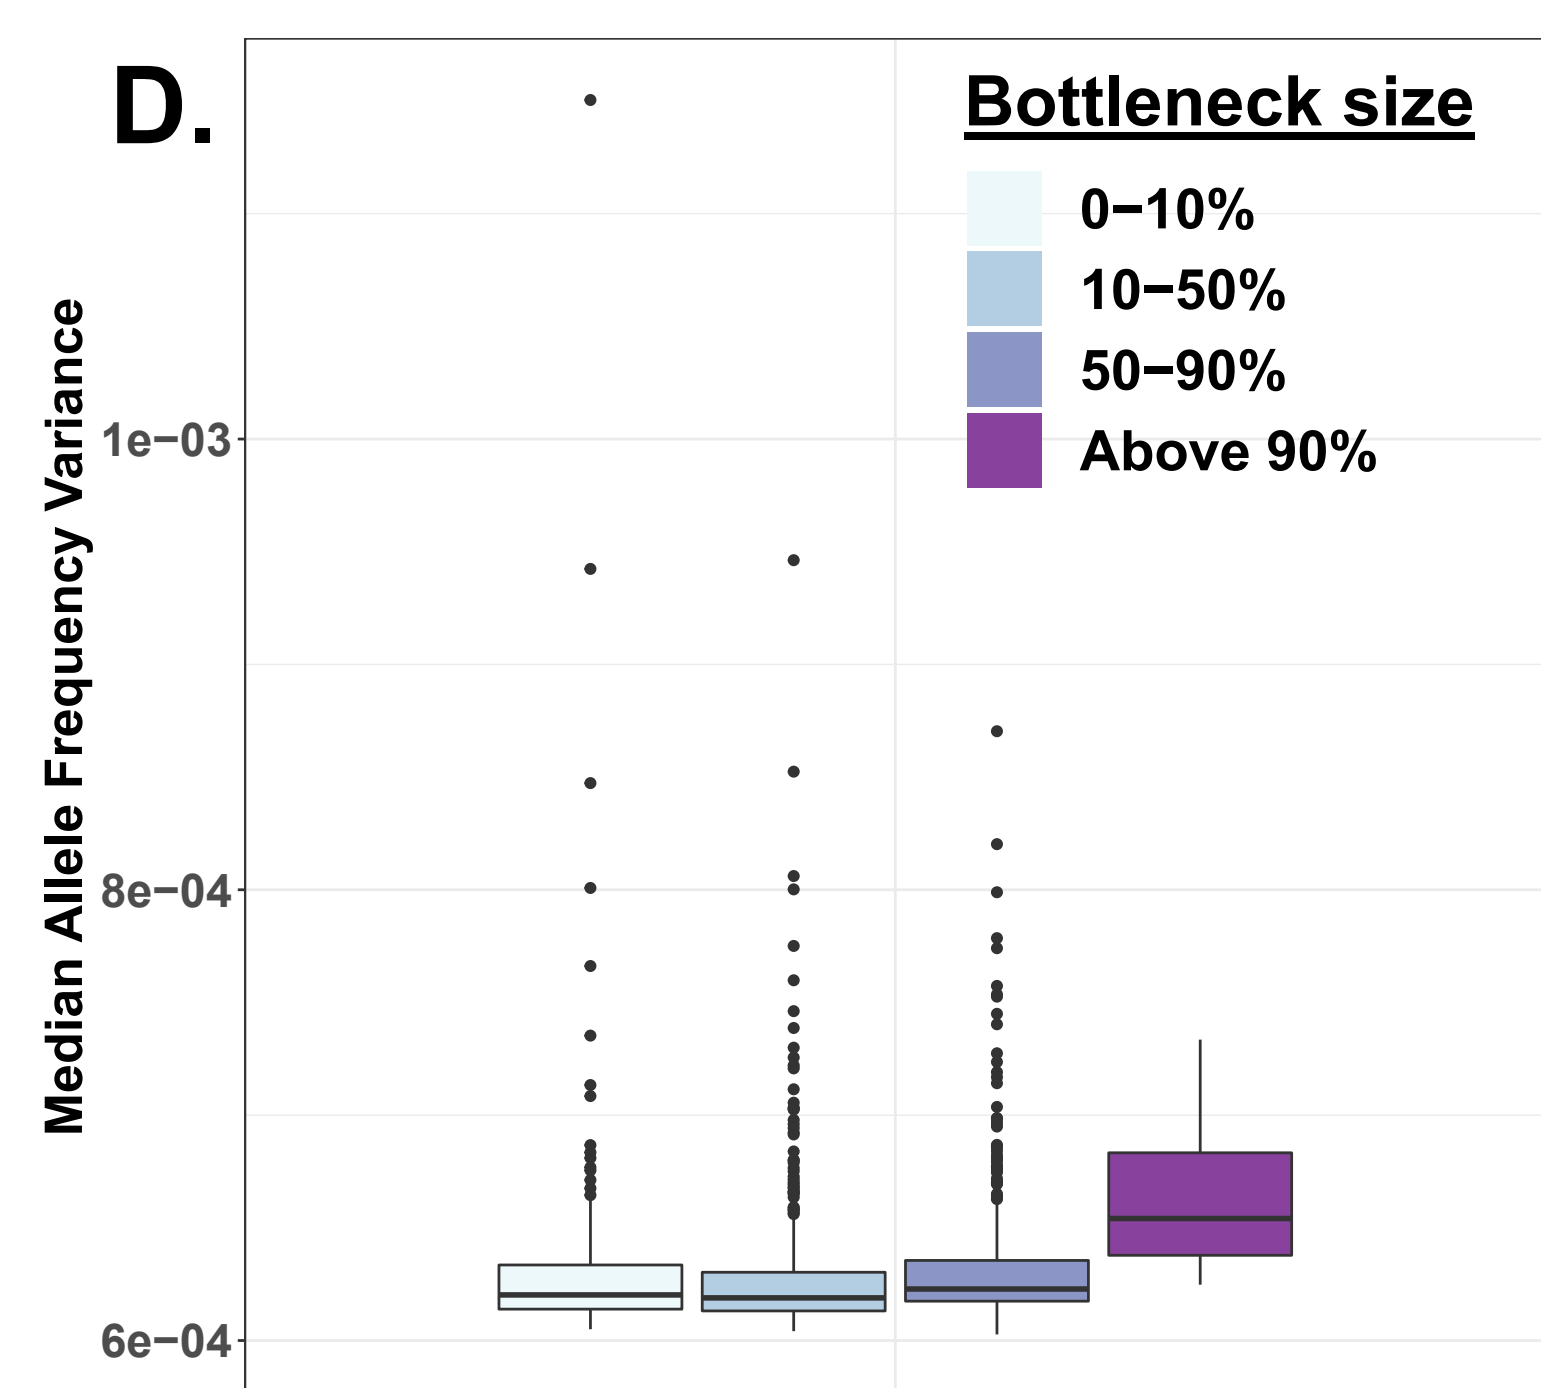 D.
Bottleneck size
0−10%
10−50%
50−90%
Above 90%
Median Allele Frequency Variance
1e−03
8e−04
6e−04